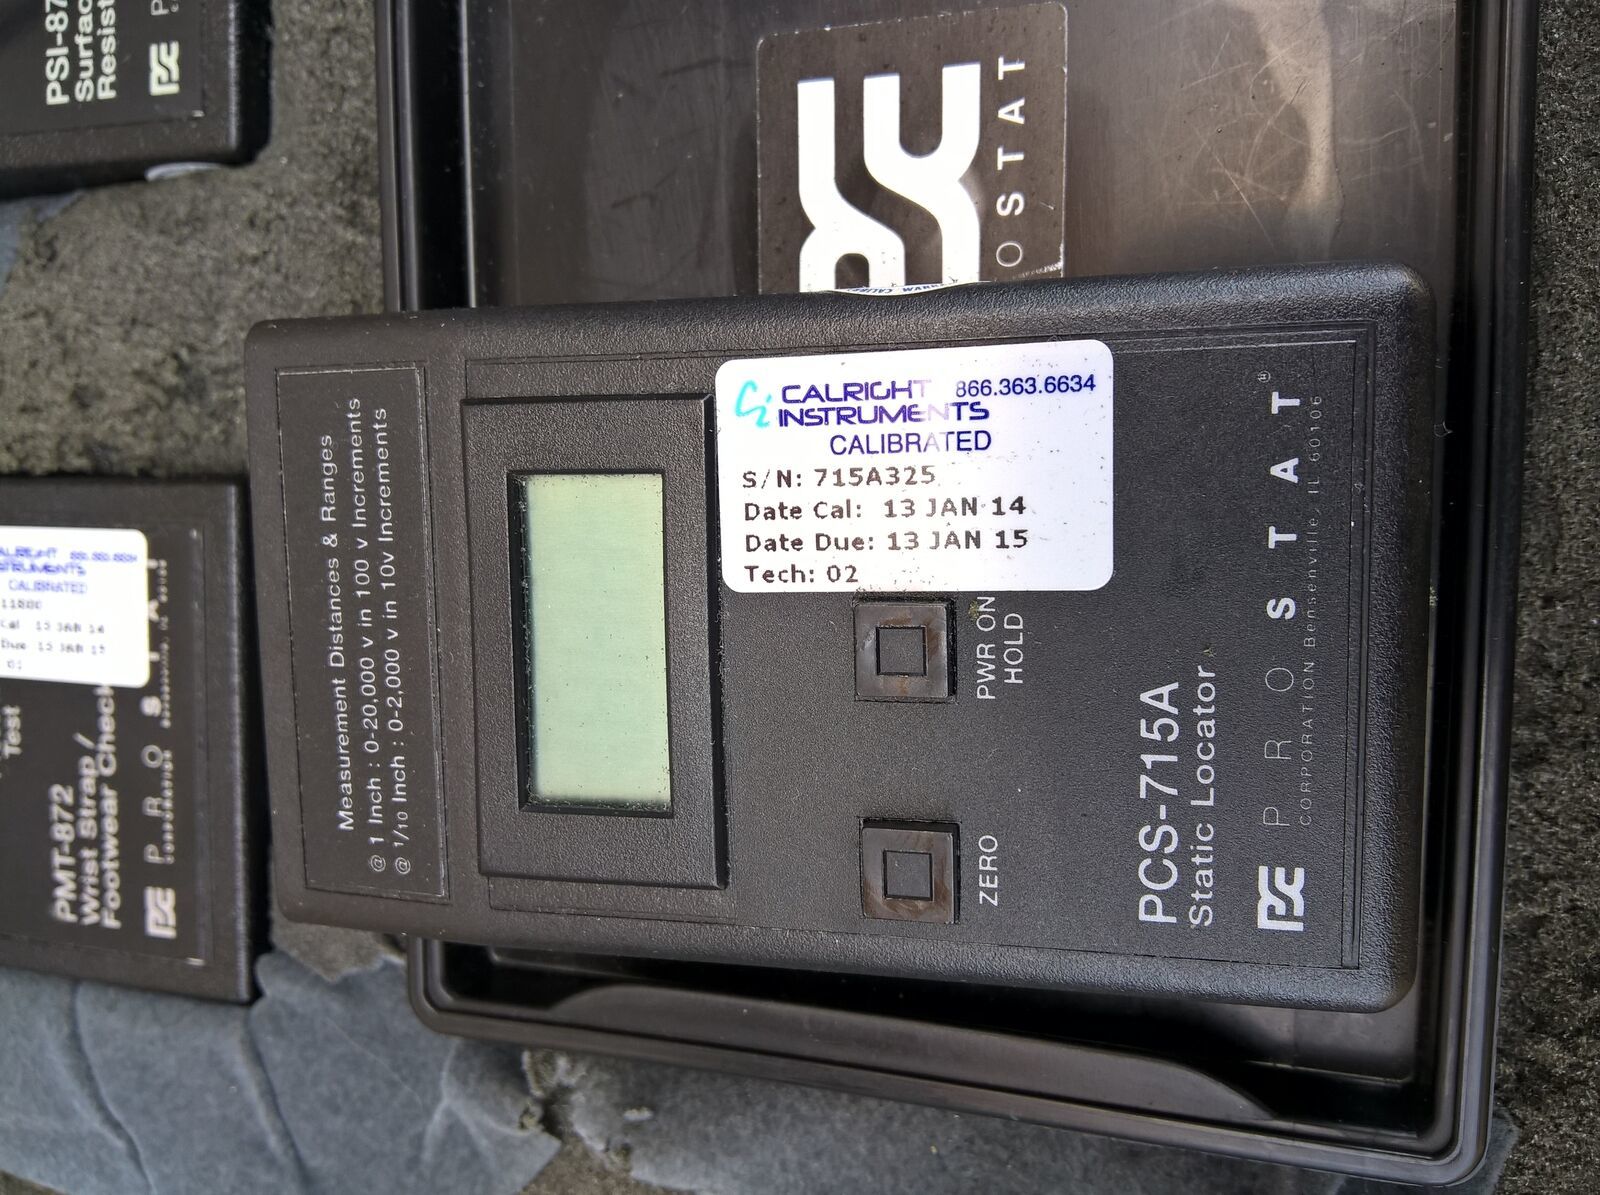 Measurement Distances & Ranges
@ 1 Inch : 0-20,000 v in 100 v Increments
@ 1/10 Inch : 0-2,000 v in 10v Increments
CALRIGHT 866.363.6634
INSTRUMENTS
CALIBRATED
S/N: 715A325
Date Cal: 13 JAN 14
Date Due: 13 JAN 15
Tech: 02
PWR ON
HOLD
ZERO
PCS-715A
Static Locator
PROSTAT®
CORPORATION Bensenville, IL 60106
OSTAT
PSI-87
Surfac
Resist
CALIBRATED
11500
Test
PMT-872
Wrist Strap /
Footwear Check
PROSTAT